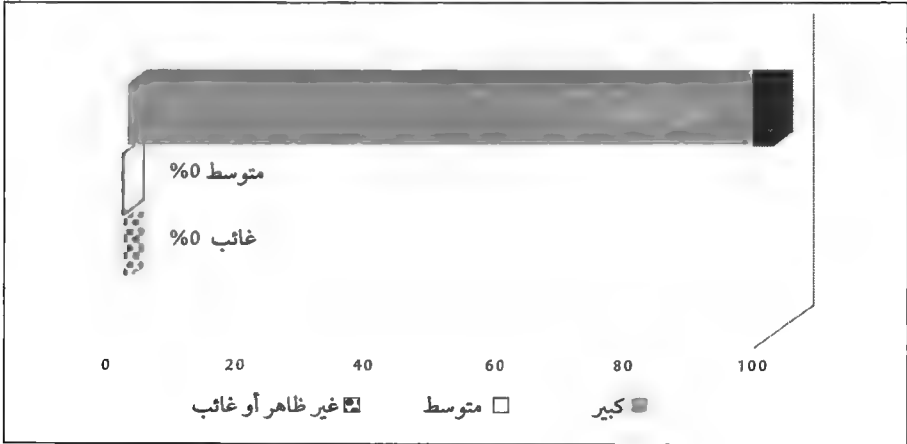 متوسط 0%
غائب 0%
0 20 40 60 80 100
كبير متوسط غير ظاهر أو غائب